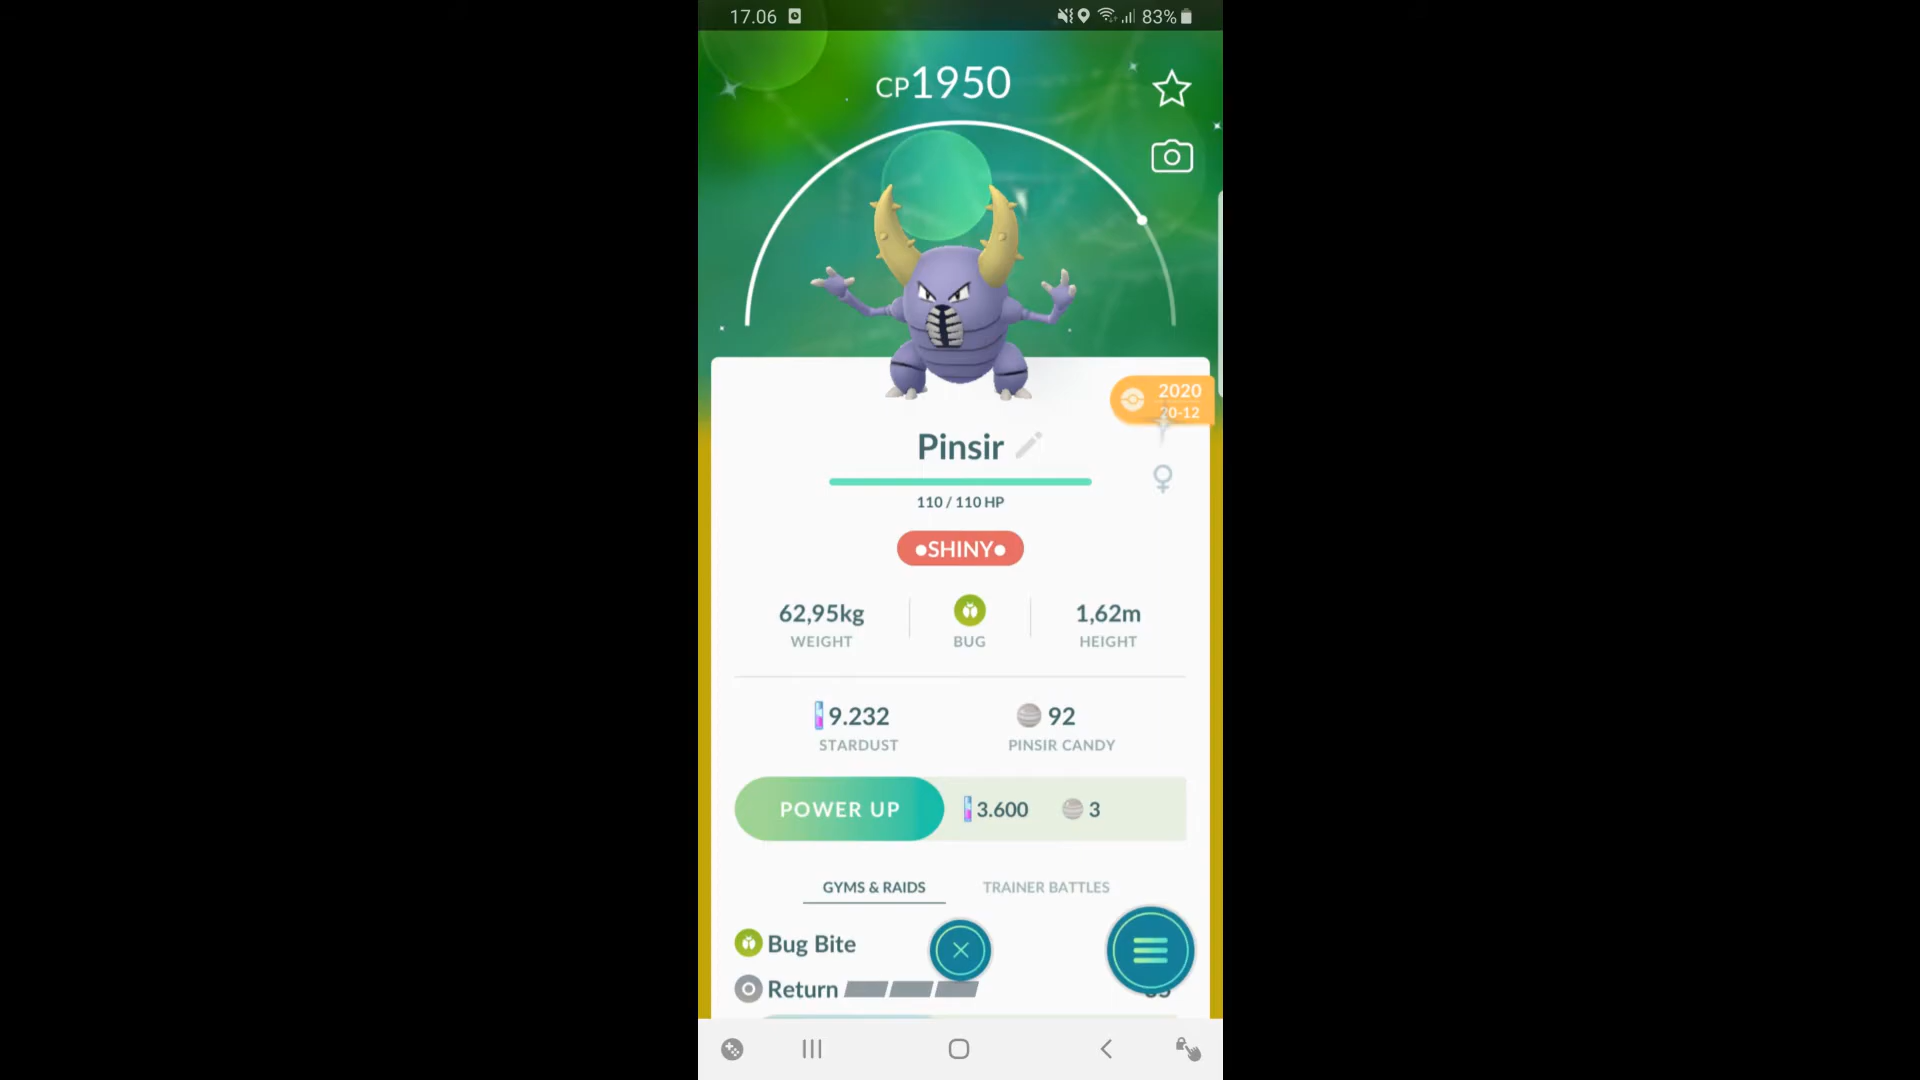 17.06 83%
CP1950
2020
20-12
Pinsir
110 / 110 HP
●SHINY●
62,95kg BUG 1,62m
WEIGHT HEIGHT
9.232 92
STARDUST PINSIR CANDY
POWER UP 3.600 3
GYMS & RAIDS TRAINER BATTLES
Bug Bite
Return